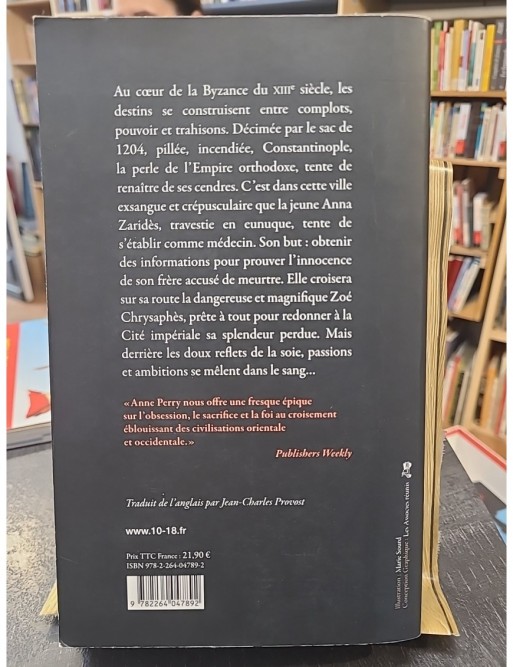 Au cœur de la Byzance du XIIIe siècle, les
destins se construisent entre complots,
pouvoir et trahisons. Décimée par le sac de
1204, pillée, incendiée, Constantinople,
la perle de l'Empire orthodoxe, tente de
renaître de ses cendres. C'est dans cette ville
exsangue et crépusculaire que la jeune Anna
Zaridès, travestie en eunuque, tente de
s'établir comme médecin. Son but : obtenir
des informations pour prouver l'innocence
de son frère accusé de meurtre. Elle croisera
sur sa route la dangereuse et magnifique Zoé
Chrysaphès, prête à tout pour redonner à la
Cité impériale sa splendeur perdue. Mais
derrière les doux reflets de la soie, passions
et ambitions se mêlent dans le sang...
« Anne Perry nous offre une fresque épique
sur l'obsession, le sacrifice et la foi au croisement
éblouissant des civilisations orientale
et occidentale. »
Publishers Weekly
Traduit de l'anglais par Jean-Charles Provost
www.10-18.fr
Prix TTC France : 21,90 €
ISBN 978-2-264-04789-2
9 782264 047892
Illustration : Marie Sourd
Conception Graphique : Les Associés réunis